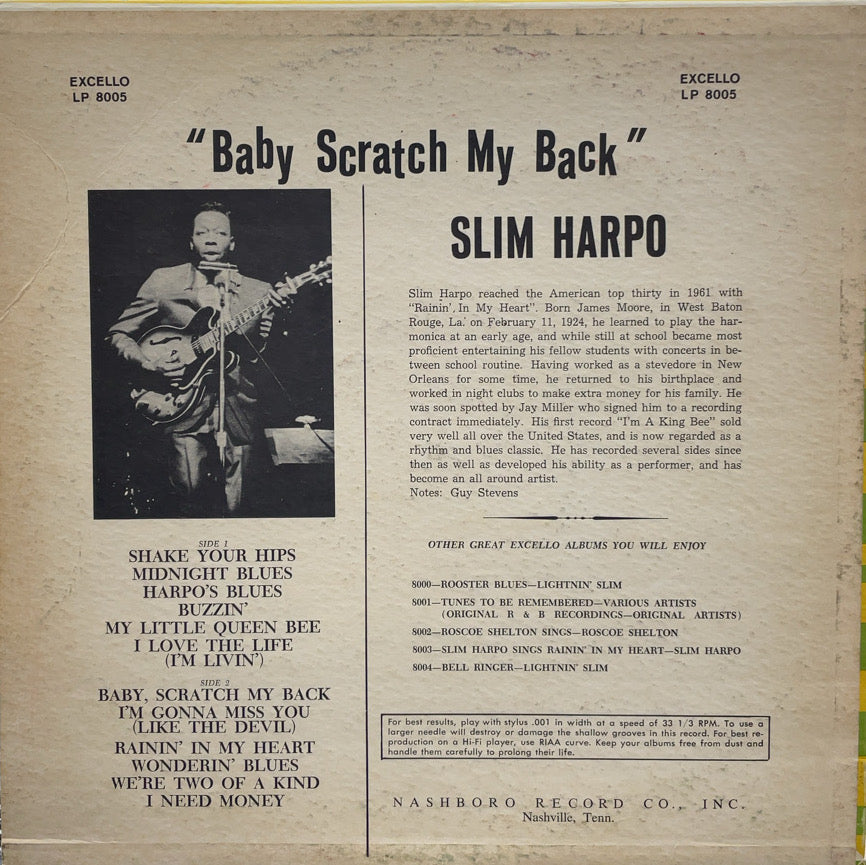 EXCELLO
LP 8005
EXCELLO
LP 8005
"Baby Scratch My Back"
SLIM HARPO
Slim Harpo reached the American top thirty in 1961 with
"Rainin' In My Heart". Born James Moore, in West Baton
Rouge, La. on February 11, 1924, he learned to play the har-
monica at an early age, and while still at school became most
proficient entertaining his fellow students with concerts in be-
tween school routine. Having worked as a stevedore in New
Orleans for some time, he returned to his birthplace and
worked in night clubs to make extra money for his family. He
was soon spotted by Jay Miller who signed him to a recording
contract immediately. His first record "I'm A King Bee" sold
very well all over the United States, and is now regarded as a
rhythm and blues classic. He has recorded several sides since
then as well as developed his ability as a performer, and has
become an all around artist.
Notes: Guy Stevens
SIDE 1
SHAKE YOUR HIPS
MIDNIGHT BLUES
HARPO'S BLUES
BUZZIN'
MY LITTLE QUEEN BEE
I LOVE THE LIFE
(I'M LIVIN')
SIDE 2
BABY, SCRATCH MY BACK
I'M GONNA MISS YOU
(LIKE THE DEVIL)
RAININ' IN MY HEART
WONDERIN' BLUES
WE'RE TWO OF A KIND
I NEED MONEY
OTHER GREAT EXCELLO ALBUMS YOU WILL ENJOY
8000—ROOSTER BLUES—LIGHTNIN' SLIM
8001—TUNES TO BE REMEMBERED—VARIOUS ARTISTS
(ORIGINAL R & B RECORDINGS—ORIGINAL ARTISTS)
8002—ROSCOE SHELTON SINGS—ROSCOE SHELTON
8003—SLIM HARPO SINGS RAININ' IN MY HEART—SLIM HARPO
8004—BELL RINGER—LIGHTNIN' SLIM
For best results, play with stylus .001 in width at a speed of 33 1/3 RPM. To use a
larger needle will destroy or damage the shallow grooves in this record. For best re-
production on a Hi-Fi player, use RIAA curve. Keep your albums free from dust and
handle them carefully to prolong their life.
NASHBORO RECORD CO., INC.
Nashville, Tenn.